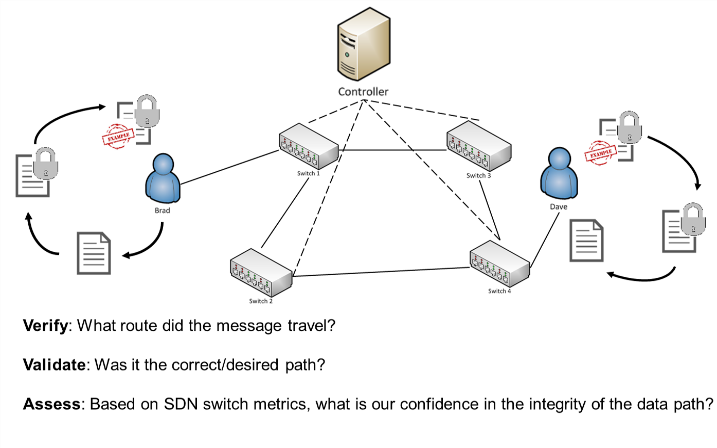 Controller
Switch 1
Switch 3
EXAMPLE
EXAMPLE
Brad
Dave
Switch 2
Switch 4
Verify: What route did the message travel?
Validate: Was it the correct/desired path?
Assess: Based on SDN switch metrics, what is our confidence in the integrity of the data path?